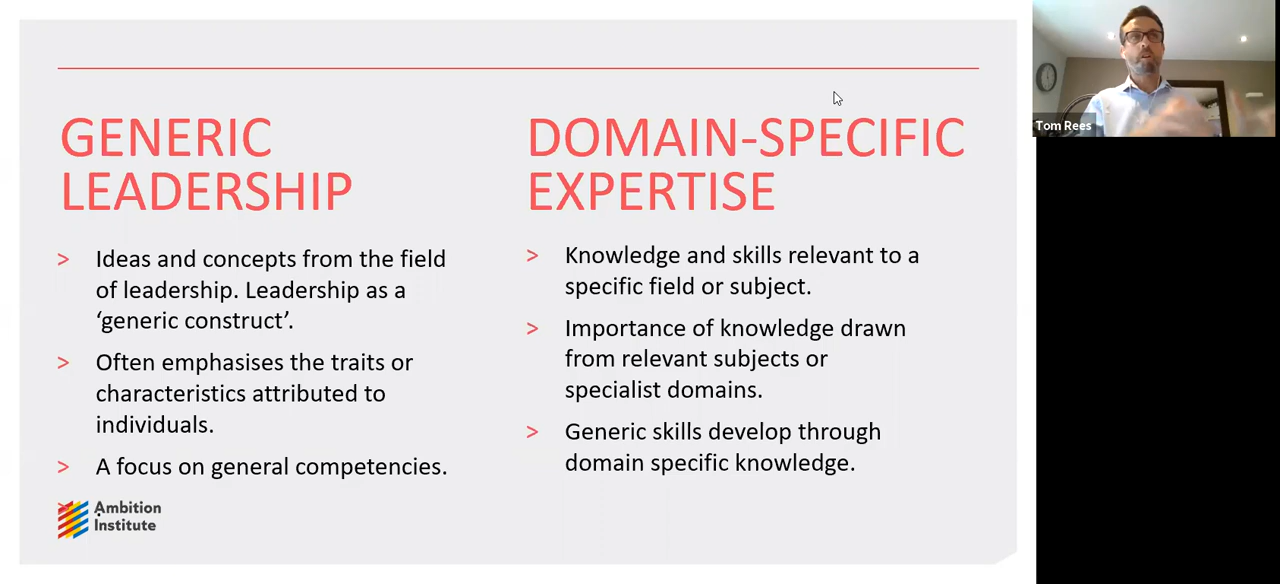 GENERIC
LEADERSHIP
> Ideas and concepts from the field
of leadership. Leadership as a
‘generic construct’.
> Often emphasises the traits or
characteristics attributed to
individuals.
> A focus on general competencies.
DOMAIN-SPECIFIC
EXPERTISE
> Knowledge and skills relevant to a
specific field or subject.
> Importance of knowledge drawn
from relevant subjects or
specialist domains.
> Generic skills develop through
domain specific knowledge.
Ambition
Institute
Tom Rees